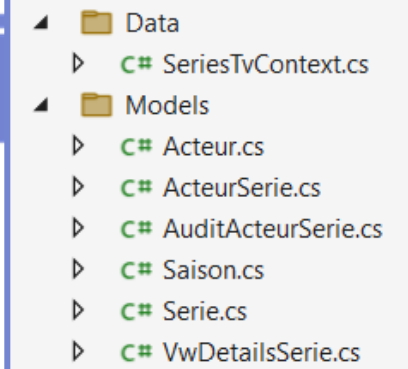 Data
C# SeriesTvContext.cs
Models
C# Acteur.cs
C# ActeurSerie.cs
C# AuditActeurSerie.cs
C# Saison.cs
C# Serie.cs
C# VwDetailsSerie.cs